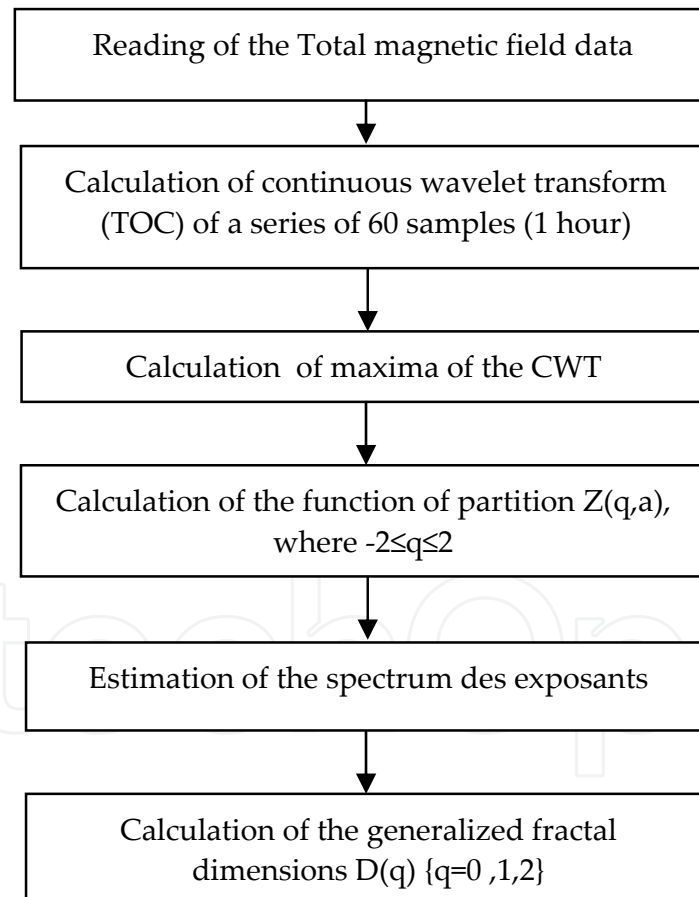 Reading of the Total magnetic field data
Calculation of continuous wavelet transform
(TOC) of a series of 60 samples (1 hour)
Calculation of maxima of the CWT
Calculation of the function of partition Z(q,a),
where -2≤q≤2
Estimation of the spectrum des exposants
Calculation of the generalized fractal
dimensions D(q) {q=0 ,1,2}